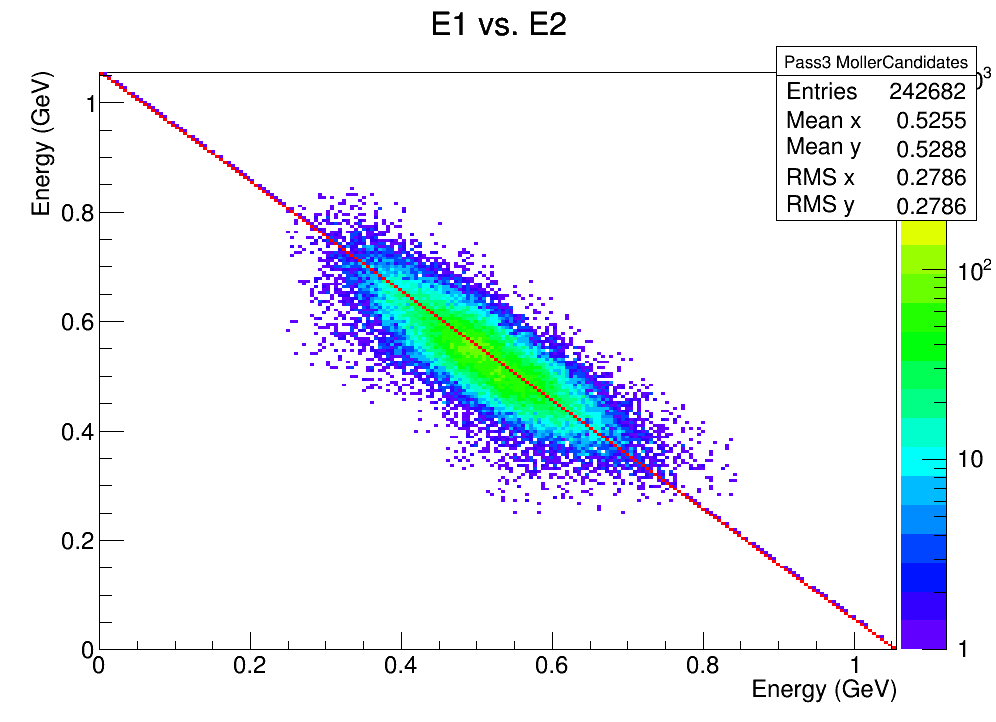 E1 vs. E2
Energy (GeV)
Pass3 MollerCandidates
Entries 242682
Mean x 0.5255
Mean y 0.5288
RMS x 0.2786
RMS y 0.2786
1
0.8
0.6
0.4
0.2
0
0 0.2 0.4 0.6 0.8 1
Energy (GeV)
10²
10
1